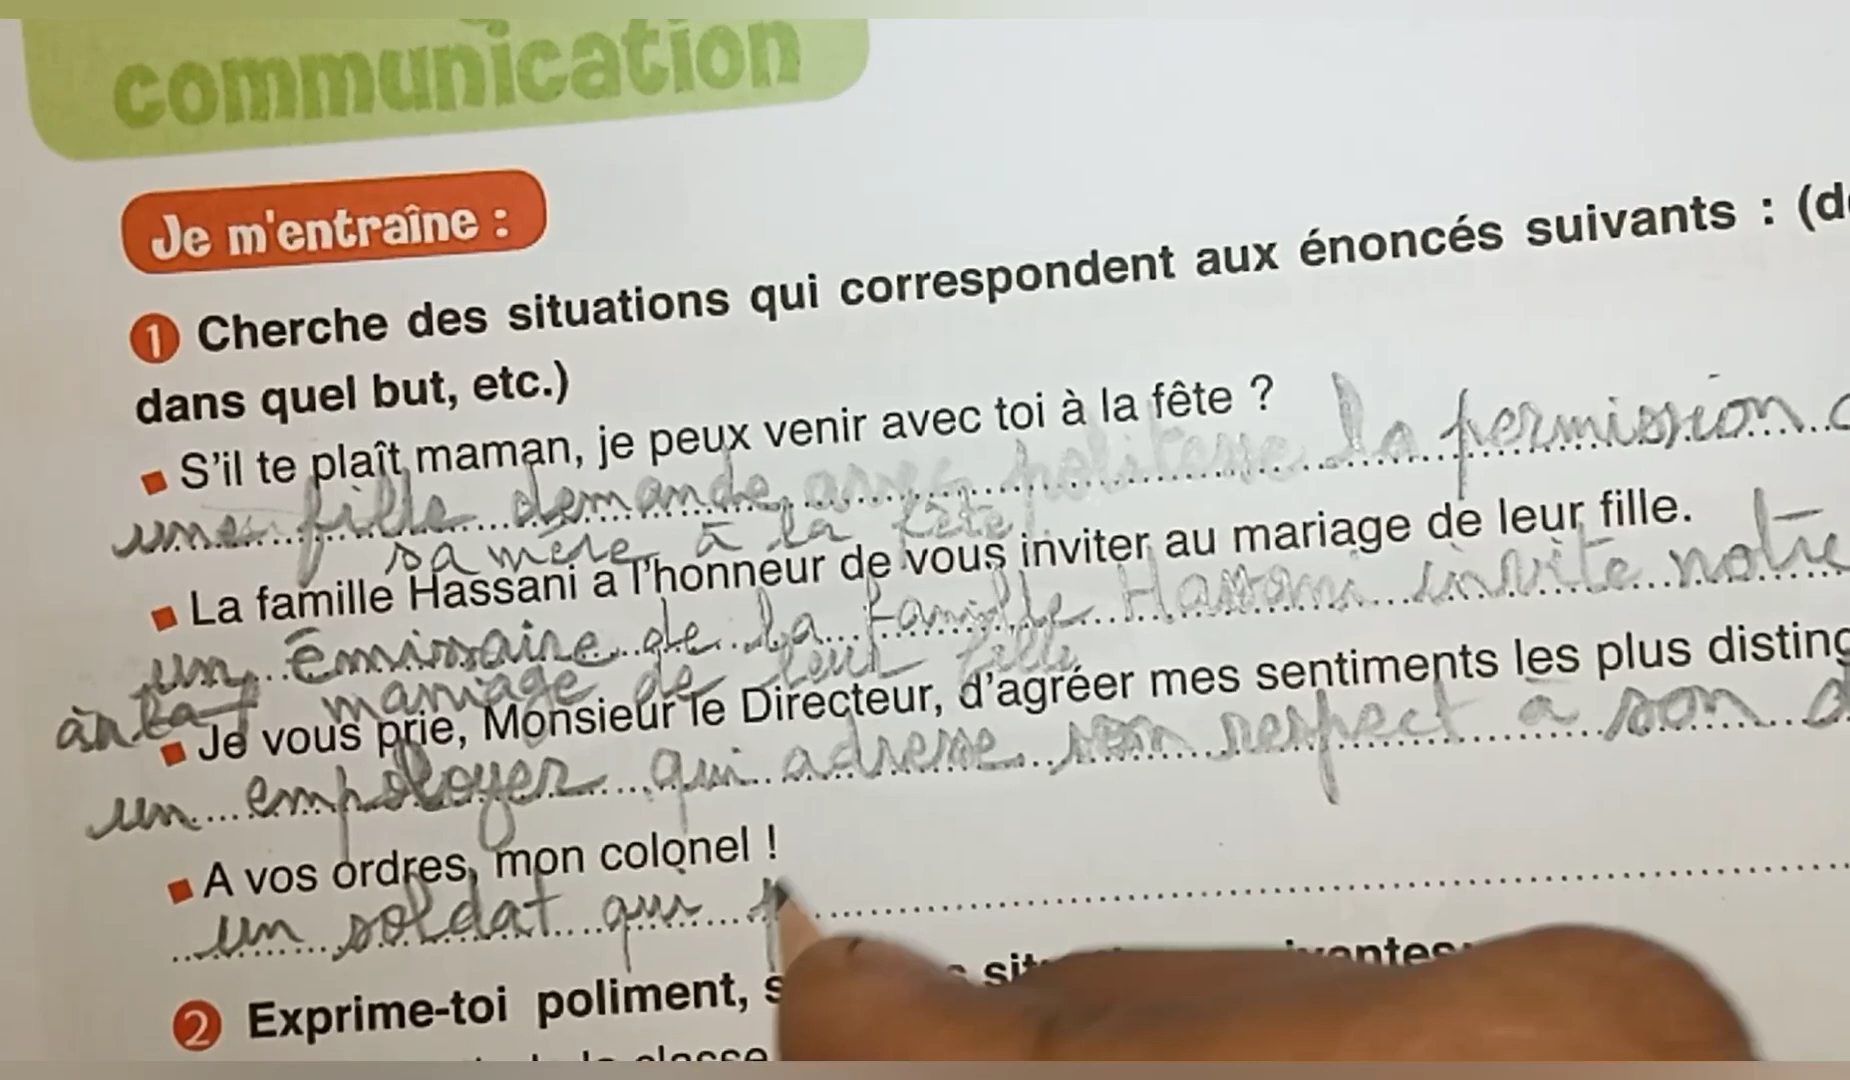 communication
Je m'entraîne :
1 Cherche des situations qui correspondent aux énoncés suivants : (d
dans quel but, etc.)
S'il te plaît maman, je peux venir avec toi à la fête ?
une fille demande avec politesse la permission
sa mère à la fête
La famille Hassani a l'honneur de vous inviter au mariage de leur fille.
un émissaire de la famille Hassani invite notre
mariage de leur fille
Je vous prie, Monsieur le Directeur, d'agréer mes sentiments les plus disting
un employer qui adresse son respect à son d
A vos ordres, mon colonel !
un soldat qui
2 Exprime-toi poliment, s
classe